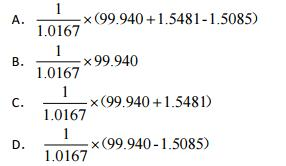 A. 1/1.0167 ×(99.940+1.5481-1.5085)
B. 1/1.0167 ×99.940
C. 1/1.0167 ×(99.940+1.5481)
D. 1/1.0167 ×(99.940-1.5085)